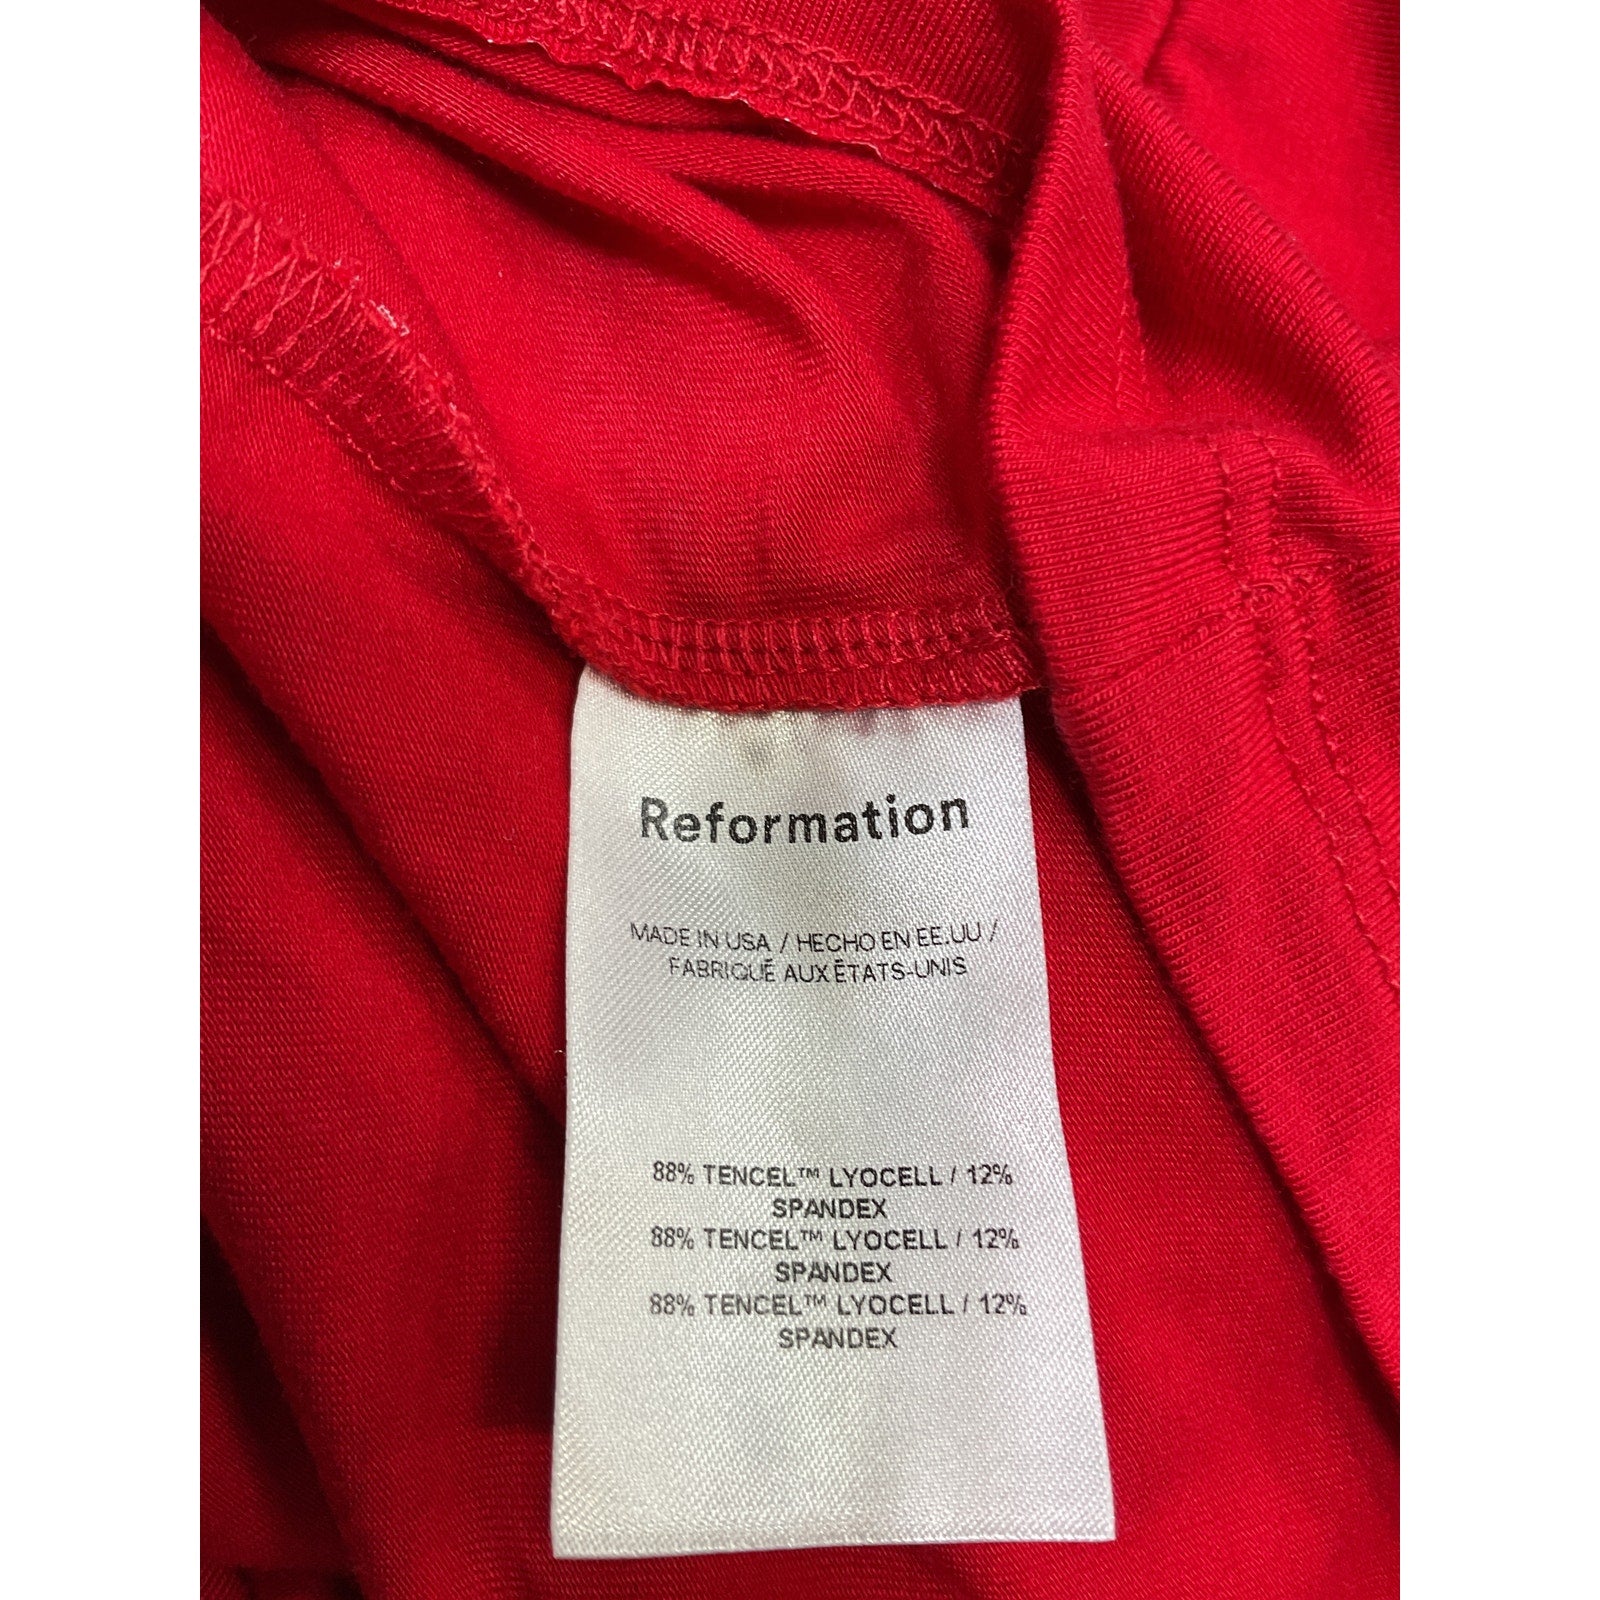 Reformation
MADE IN USA / HECHO EN EE.UU /
FABRIQUÉ AUX ÉTATS-UNIS
88% TENCEL™ LYOCELL / 12%
SPANDEX
88% TENCEL™ LYOCELL / 12%
SPANDEX
88% TENCEL™ LYOCELL / 12%
SPANDEX